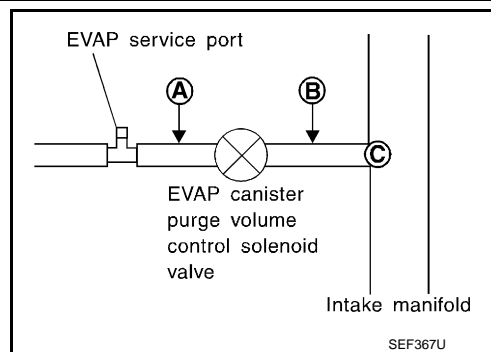 EVAP service port
A
B
C
EVAP canister
purge volume
control solenoid
valve
Intake manifold
SEF367U